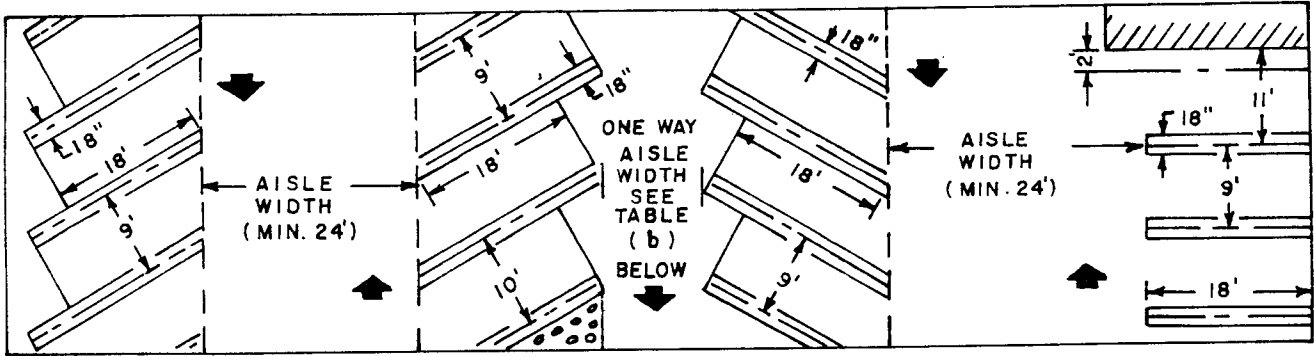 18"
18'
9'
AISLE
WIDTH
(MIN. 24')
9'
18"
18'
10'
ONE WAY
AISLE
WIDTH
SEE
TABLE
(b)
BELOW
18"
18'
9'
AISLE
WIDTH
(MIN. 24')
2'
11'
18"
9'
18'